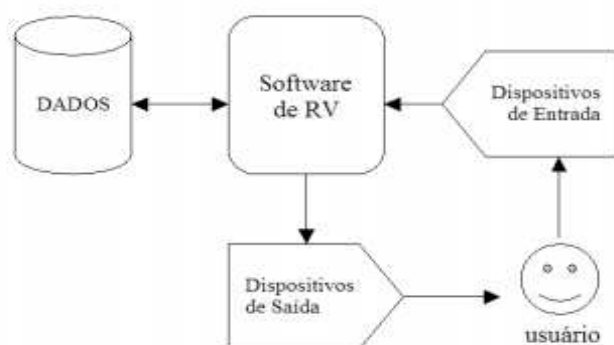 DADOS
Software
de RV
Dispositivos
de Entrada
Dispositivos
de Saída
usuário